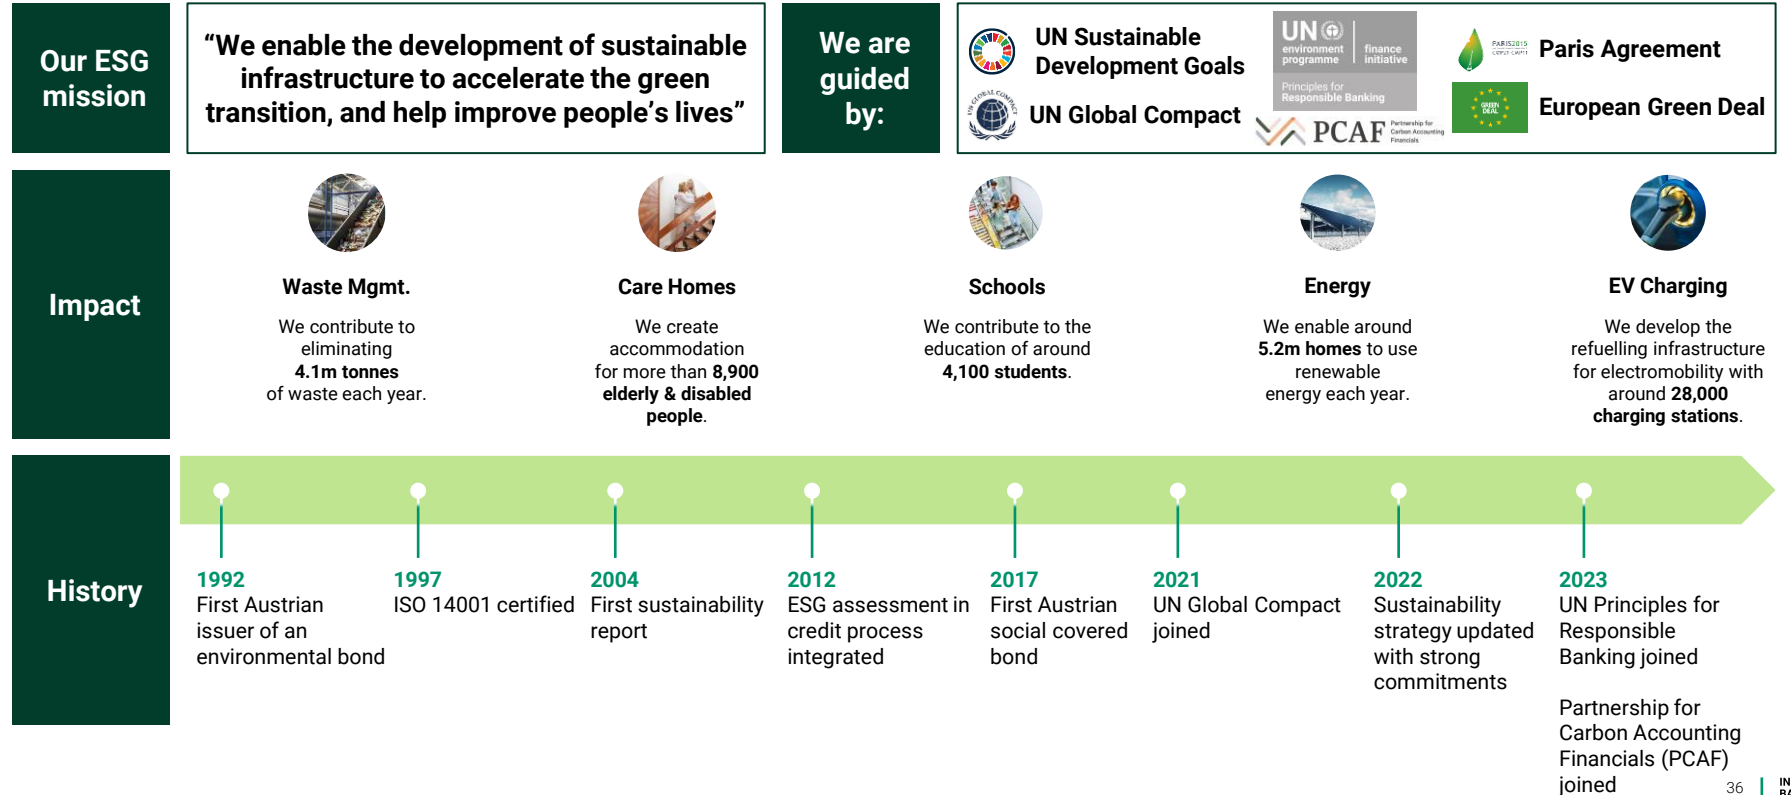 Our ESG
mission
“We enable the development of sustainable
infrastructure to accelerate the green
transition, and help improve people’s lives”
We are
guided
by:
UN Sustainable
Development Goals
UN Global Compact
UN
environment
programme
finance
initiative
Principles for
Responsible Banking
PCAF
Partnership for
Carbon Accounting
Financials
PARIS2015
Paris Agreement
GREEN
DEAL
European Green Deal
Impact
Waste Mgmt.
We contribute to
eliminating
4.1m tonnes
of waste each year.
Care Homes
We create
accommodation
for more than 8,900
elderly & disabled
people.
Schools
We contribute to the
education of around
4,100 students.
Energy
We enable around
5.2m homes to use
renewable
energy each year.
EV Charging
We develop the
refuelling infrastructure
for electromobility with
around 28,000
charging stations.
History
1992
First Austrian
issuer of an
environmental bond
1997
ISO 14001 certified
2004
First sustainability
report
2012
ESG assessment in
credit process
integrated
2017
First Austrian
social covered
bond
2021
UN Global Compact
joined
2022
Sustainability
strategy updated
with strong
commitments
2023
UN Principles for
Responsible
Banking joined
Partnership for
Carbon Accounting
Financials (PCAF)
joined
36